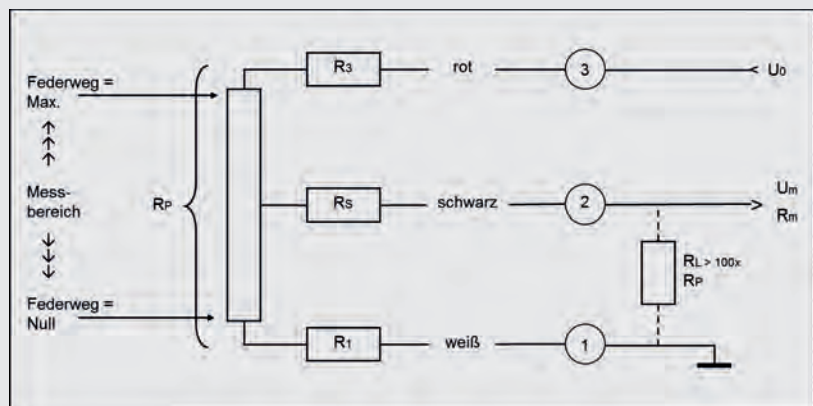 Federweg =
Max.
↑ ↑
↑ ↑
Mess-
bereich
↓ ↓
↓ ↓
Federweg =
Null
RP
R3
rot
3
U0
RS
schwarz
2
Um
Rm
RL > 100x
RP
R1
weiß
1